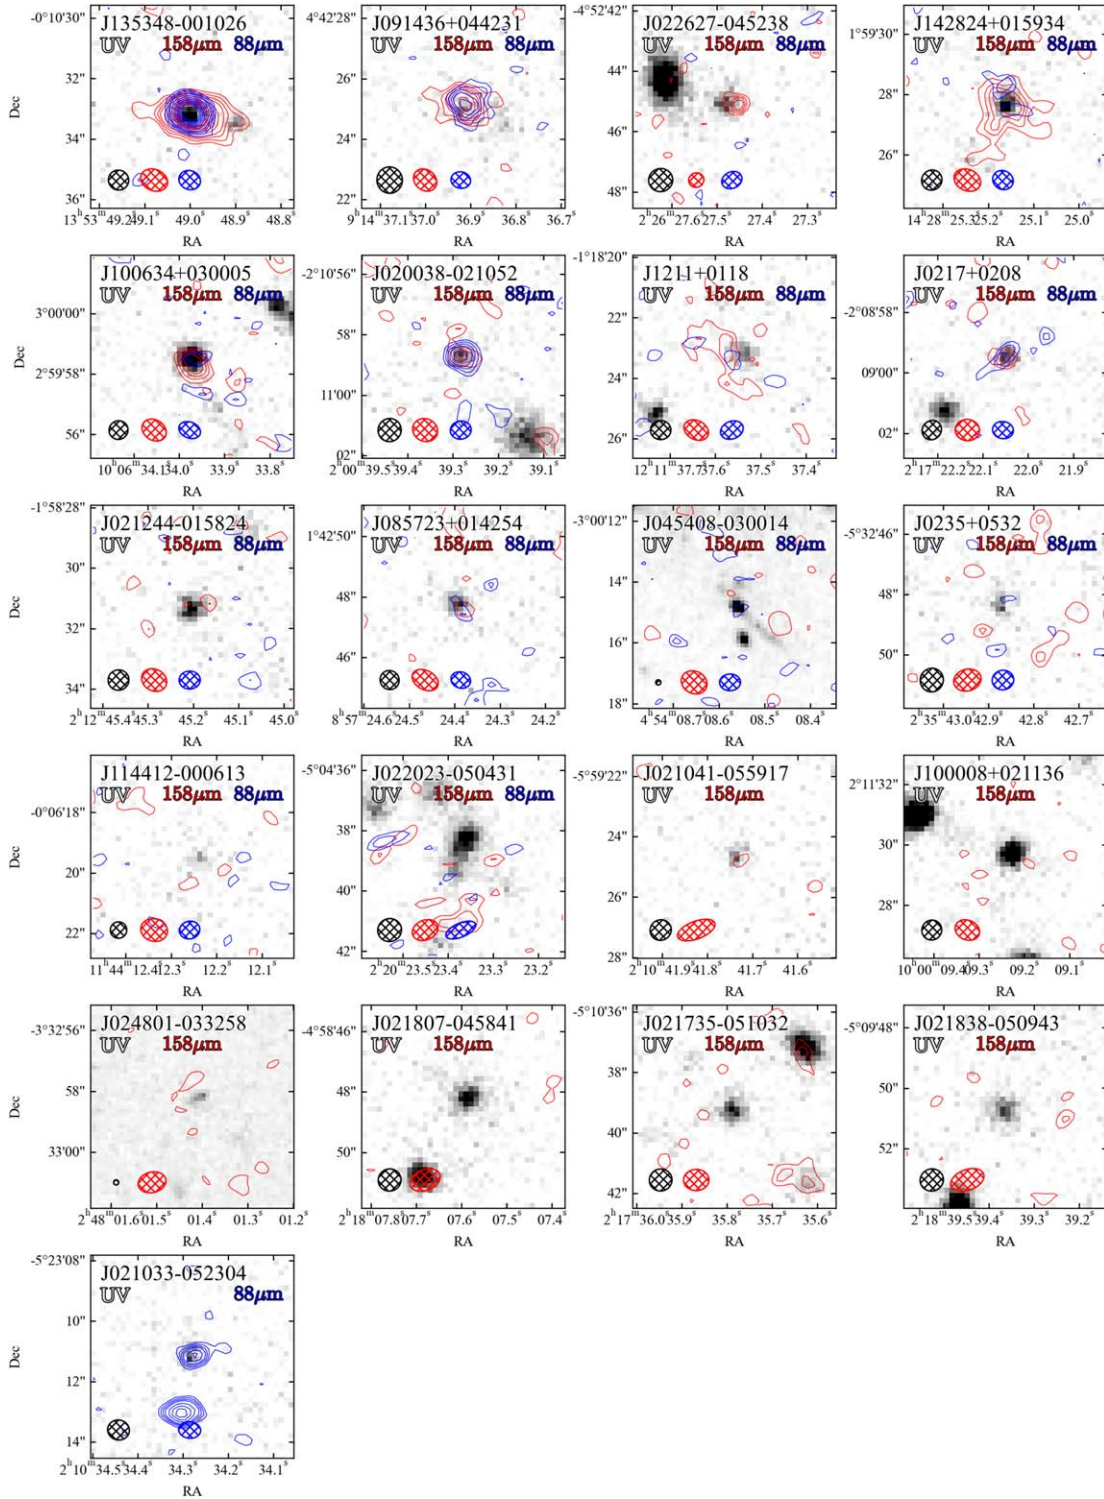 J135348-001026
UV 158μm 88μm
-0°10'30"
32"
34"
36"
Dec
13ʰ53ᵐ49.2ˢ 49.1ˢ 49.0ˢ 48.9ˢ 48.8ˢ
RA
J091436+044231
UV 158μm 88μm
4°42'28"
26"
24"
22"
9ʰ14ᵐ37.1ˢ 37.0ˢ 36.9ˢ 36.8ˢ 36.7ˢ
RA
J022627-045238
UV 158μm 88μm
-4°52'42"
44"
46"
48"
2ʰ26ᵐ27.6ˢ 27.5ˢ 27.4ˢ 27.3ˢ
RA
J142824+015934
UV 158μm 88μm
1°59'30"
28"
26"
14ʰ28ᵐ25.3ˢ 25.2ˢ 25.1ˢ 25.0ˢ
RA
J100634+030005
UV 158μm 88μm
3°00'00"
2°59'58"
56"
Dec
10ʰ06ᵐ34.1ˢ 34.0ˢ 33.9ˢ 33.8ˢ
RA
J020038-021052
UV 158μm 88μm
-2°10'56"
58"
11'00"
02"
2ʰ00ᵐ39.5ˢ 39.4ˢ 39.3ˢ 39.2ˢ 39.1ˢ
RA
J1211+0118
UV 158μm 88μm
-1°18'20"
22"
24"
26"
12ʰ11ᵐ37.7ˢ 37.6ˢ 37.5ˢ 37.4ˢ
RA
J0217+0208
UV 158μm 88μm
-2°08'58"
09'00"
02"
2ʰ17ᵐ22.2ˢ 22.1ˢ 22.0ˢ 21.9ˢ
RA
J021244-015824
UV 158μm 88μm
-1°58'28"
30"
32"
34"
Dec
2ʰ12ᵐ45.4ˢ 45.3ˢ 45.2ˢ 45.1ˢ 45.0ˢ
RA
J085723+014254
UV 158μm 88μm
1°42'50"
48"
46"
8ʰ57ᵐ24.6ˢ 24.5ˢ 24.4ˢ 24.3ˢ 24.2ˢ
RA
J045408-030014
UV 158μm 88μm
-3°00'12"
14"
16"
18"
4ʰ54ᵐ08.7ˢ 08.6ˢ 08.5ˢ 08.4ˢ
RA
J0235+0532
UV 158μm 88μm
-5°32'46"
48"
50"
2ʰ35ᵐ43.0ˢ 42.9ˢ 42.8ˢ 42.7ˢ
RA
J114412-000613
UV 158μm 88μm
-0°06'18"
20"
22"
Dec
11ʰ44ᵐ12.4ˢ 12.3ˢ 12.2ˢ 12.1ˢ
RA
J022023-050431
UV 158μm 88μm
-5°04'36"
38"
40"
42"
2ʰ20ᵐ23.5ˢ 23.4ˢ 23.3ˢ 23.2ˢ
RA
J021041-055917
UV 158μm
-5°59'22"
24"
26"
28"
2ʰ10ᵐ41.9ˢ 41.8ˢ 41.7ˢ 41.6ˢ
RA
J100008+021136
UV 158μm
2°11'32"
30"
28"
10ʰ00ᵐ09.4ˢ 09.3ˢ 09.2ˢ 09.1ˢ
RA
J024801-033258
UV 158μm
-3°32'56"
58"
33'00"
Dec
2ʰ48ᵐ01.6ˢ 01.5ˢ 01.4ˢ 01.3ˢ 01.2ˢ
RA
J021807-045841
UV 158μm
-4°58'46"
48"
50"
2ʰ18ᵐ07.8ˢ 07.7ˢ 07.6ˢ 07.5ˢ 07.4ˢ
RA
J021735-051032
UV 158μm
-5°10'36"
38"
40"
42"
2ʰ17ᵐ36.0ˢ 35.9ˢ 35.8ˢ 35.7ˢ 35.6ˢ
RA
J021838-050943
UV 158μm
-5°09'48"
50"
52"
2ʰ18ᵐ39.5ˢ 39.4ˢ 39.3ˢ 39.2ˢ
RA
J021033-052304
UV 88μm
-5°23'08"
10"
12"
14"
Dec
2ʰ10ᵐ34.5ˢ 34.4ˢ 34.3ˢ 34.2ˢ 34.1ˢ
RA